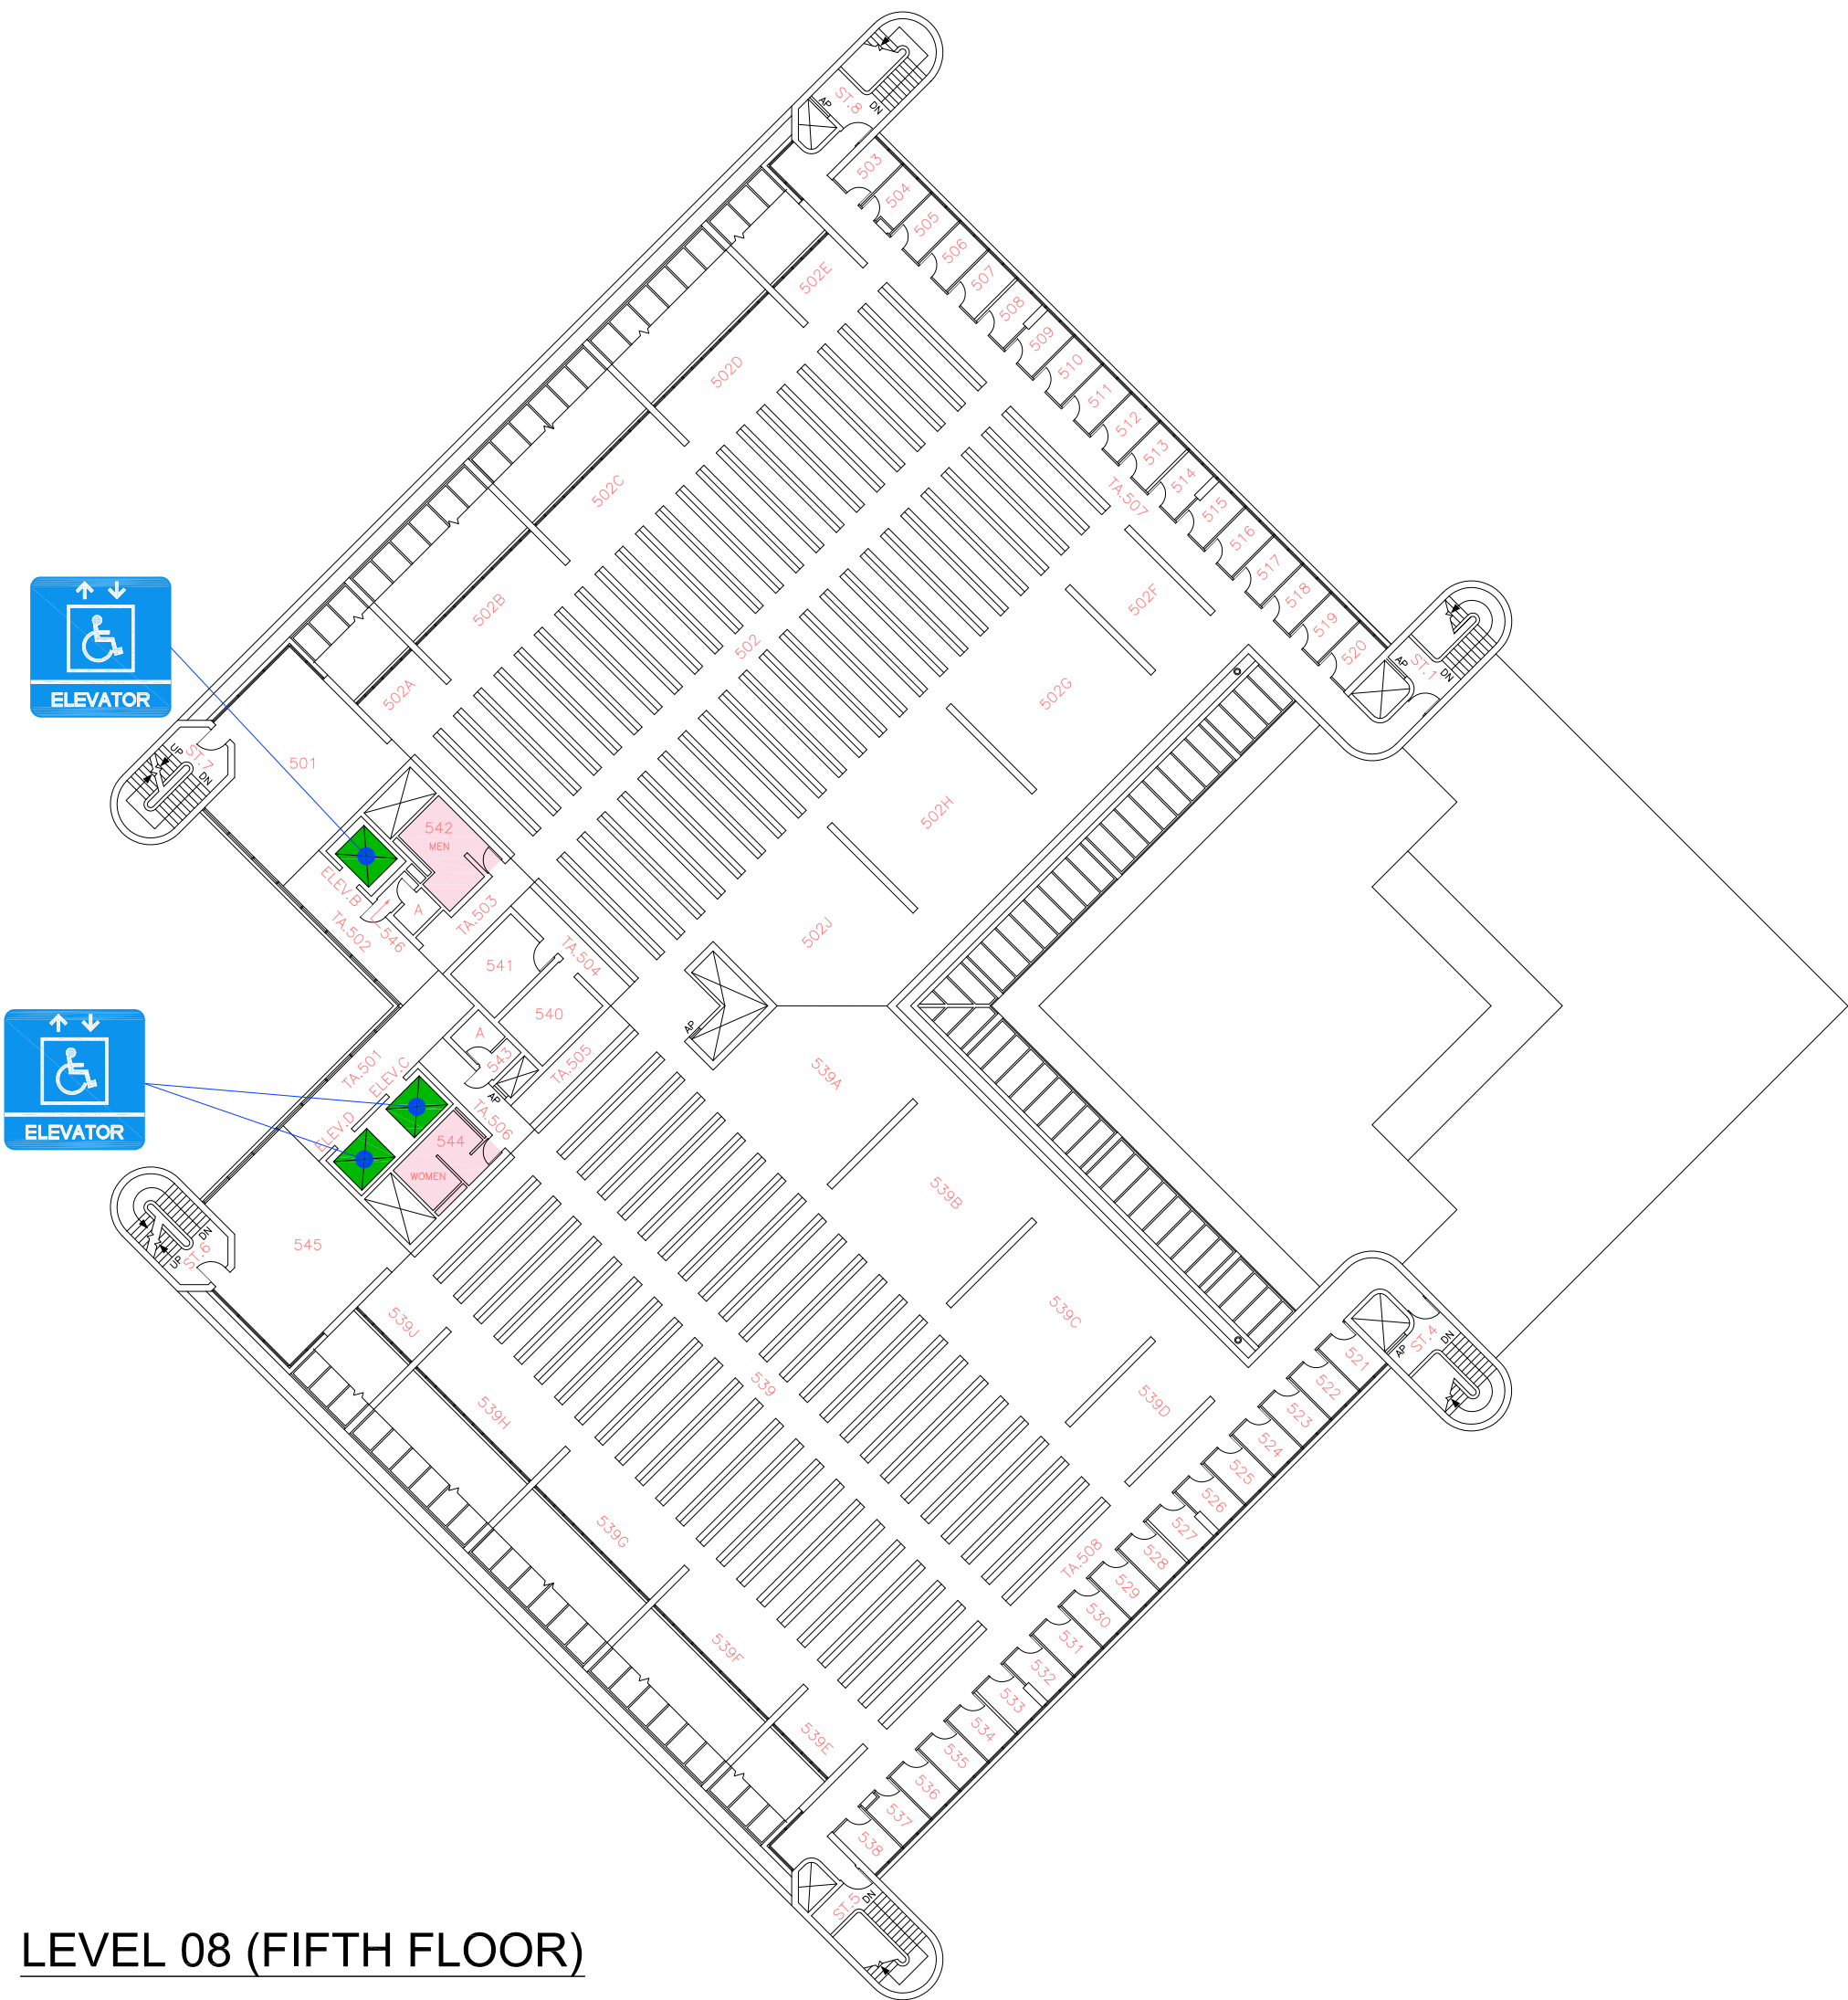 ST.8
AP
DN
503
504
505
506
507
508
509
510
511
512
513
514
515
516
517
518
519
520
TA.507
ST.1
AP
DN
502E
502D
502C
502B
502A
502
502F
502G
502H
502J
ELEVATOR
ST.7
UP
DN
501
542
MEN
ELEV.B
TA.502
546
A
TA.503
TA.504
541
540
A
543
TA.505
AP
AP
ELEVATOR
TA.501
ELEV.C
ELEV.D
TA.506
544
WOMEN
ST.6
DN
UP
545
539A
539B
539C
539D
539
539J
539H
539G
539F
539E
TA.508
ST.4
DN
AP
521
522
523
524
525
526
527
528
529
530
531
532
533
534
535
536
537
538
ST.5
DN
LEVEL 08 (FIFTH FLOOR)